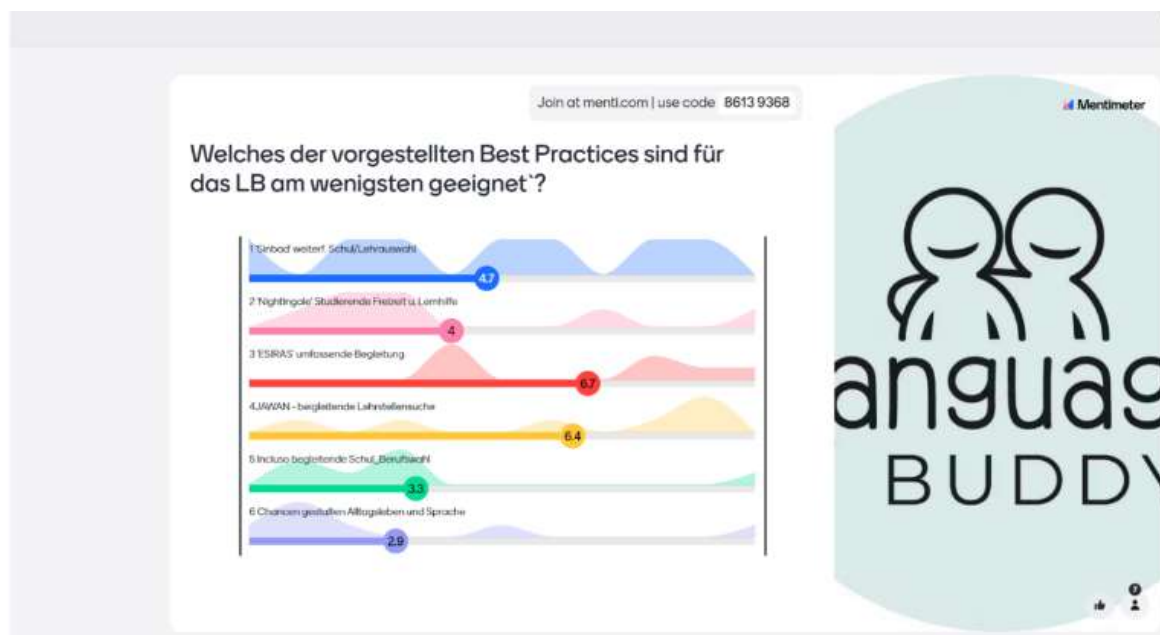 Join at menti.com | use code 8613 9368
Mentimeter
Welches der vorgestellten Best Practices sind für
das LB am wenigsten geeignet`?
1 'Sinbad' weiterf. Schul/Lehrauswahl
4.7
2 'Nightingale' Studierende Freizeit u. Lernhilfe
4
3 'ESIRAS' umfassende Begleitung
6.7
4 JAWAN - begleitende Lehrstellensuche
6.4
5 Incluso begleitende Schul_Berufswahl
3.3
6 Chancen gestalten Alltagsleben und Sprache
2.9
anguag
BUDDY
7